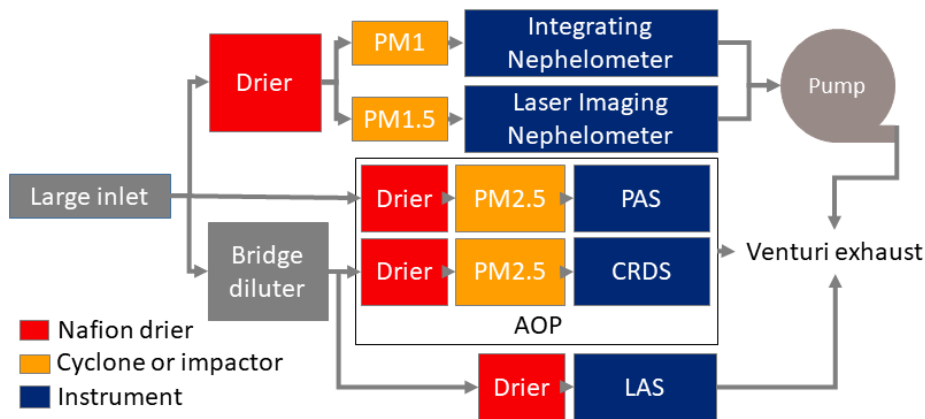 PM1
Integrating
Nephelometer
Drier
Pump
PM1.5
Laser Imaging
Nephelometer
Large inlet
Drier
PM2.5
PAS
Bridge
diluter
Drier
PM2.5
CRDS
Venturi exhaust
AOP
Nafion drier
Cyclone or impactor
Instrument
Drier
LAS